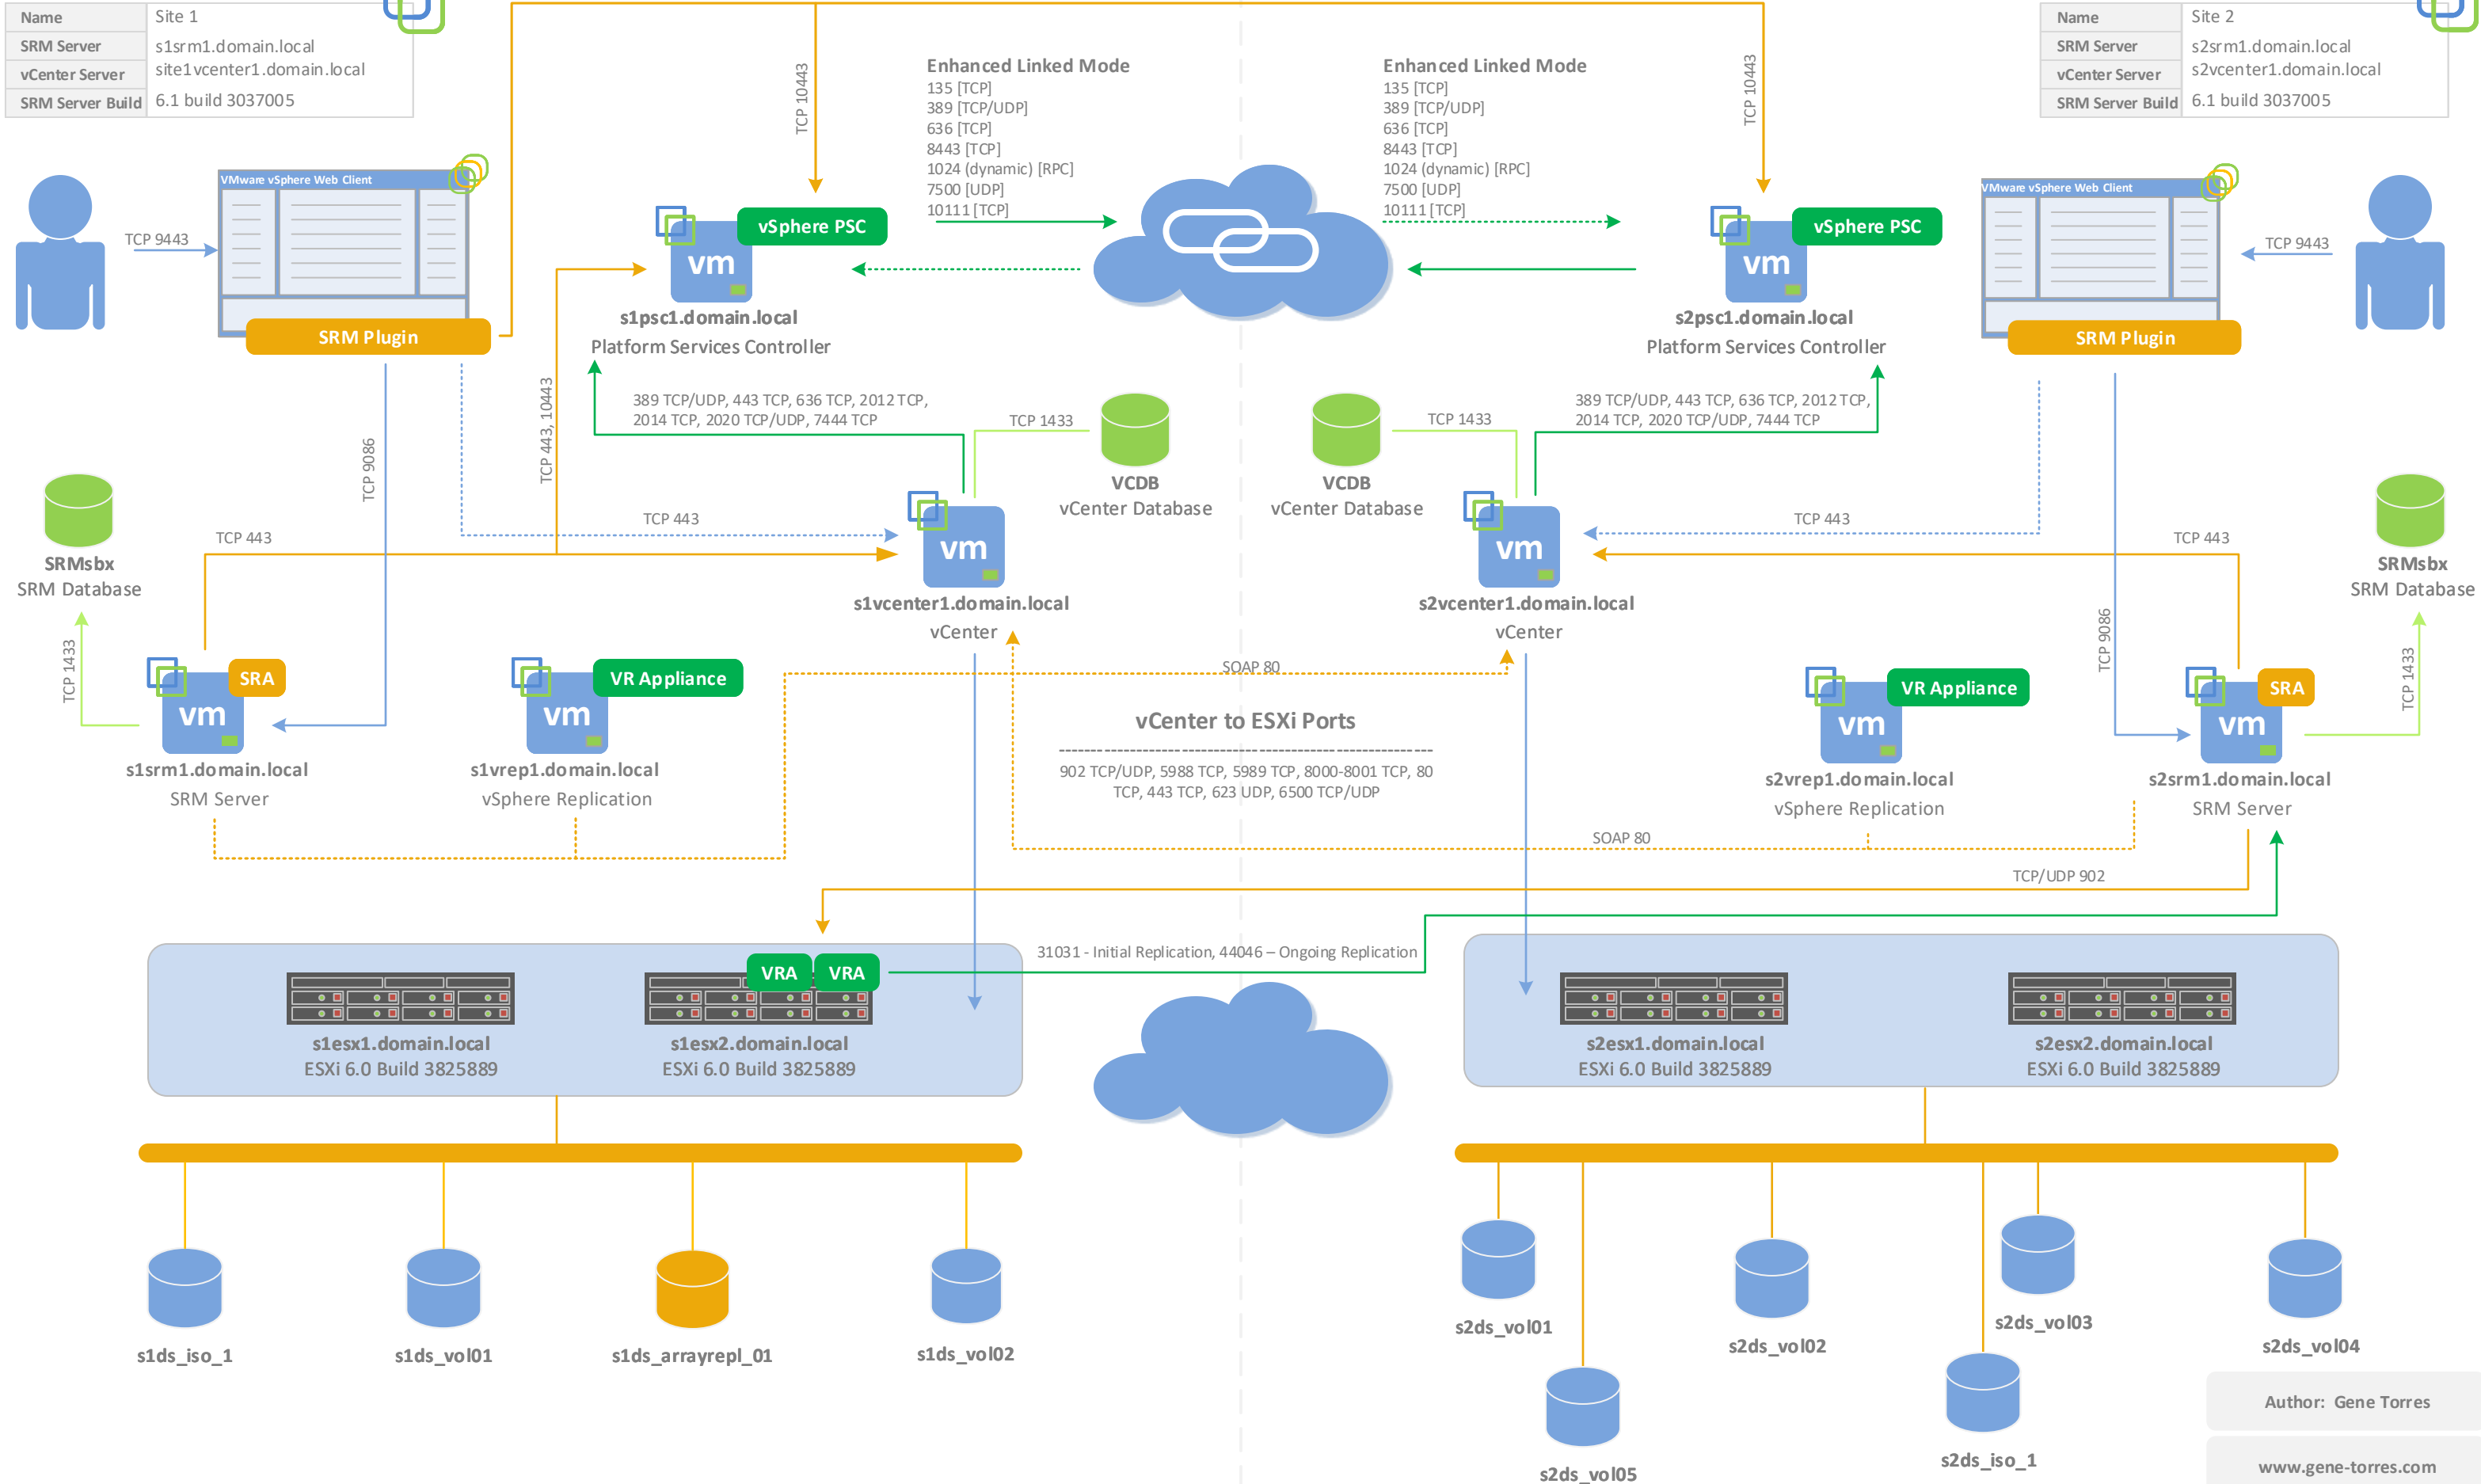 Name Site 1
SRM Server s1srm1.domain.local
vCenter Server site1vcenter1.domain.local
SRM Server Build 6.1 build 3037005
Name Site 2
SRM Server s2srm1.domain.local
vCenter Server s2vcenter1.domain.local
SRM Server Build 6.1 build 3037005
TCP 10443
Enhanced Linked Mode
135 [TCP]
389 [TCP/UDP]
636 [TCP]
8443 [TCP]
1024 (dynamic) [RPC]
7500 [UDP]
10111 [TCP]
Enhanced Linked Mode
135 [TCP]
389 [TCP/UDP]
636 [TCP]
8443 [TCP]
1024 (dynamic) [RPC]
7500 [UDP]
10111 [TCP]
TCP 10443
TCP 9443
VMware vSphere Web Client
SRM Plugin
vSphere PSC
vm
s1psc1.domain.local
Platform Services Controller
vSphere PSC
vm
s2psc1.domain.local
Platform Services Controller
VMware vSphere Web Client
SRM Plugin
TCP 9443
TCP 9086
TCP 443, 10443
389 TCP/UDP, 443 TCP, 636 TCP, 2012 TCP,
2014 TCP, 2020 TCP/UDP, 7444 TCP
TCP 1433
VCDB
vCenter Database
TCP 1433
VCDB
vCenter Database
389 TCP/UDP, 443 TCP, 636 TCP, 2012 TCP,
2014 TCP, 2020 TCP/UDP, 7444 TCP
SRMsbx
SRM Database
TCP 443
TCP 443
vm
s1vcenter1.domain.local
vCenter
vm
s2vcenter1.domain.local
vCenter
TCP 443
TCP 443
SRMsbx
SRM Database
TCP 1433
SRA
vm
s1srm1.domain.local
SRM Server
VR Appliance
vm
s1vrep1.domain.local
vSphere Replication
SOAP 80
vCenter to ESXi Ports
-----------------------------------------------------------
902 TCP/UDP, 5988 TCP, 5989 TCP, 8000-8001 TCP, 80
TCP, 443 TCP, 623 UDP, 6500 TCP/UDP
SOAP 80
VR Appliance
vm
s2vrep1.domain.local
vSphere Replication
TCP 9086
SRA
vm
s2srm1.domain.local
SRM Server
TCP 1433
TCP/UDP 902
31031 - Initial Replication, 44046 – Ongoing Replication
VRA
VRA
s1esx1.domain.local
ESXi 6.0 Build 3825889
s1esx2.domain.local
ESXi 6.0 Build 3825889
s2esx1.domain.local
ESXi 6.0 Build 3825889
s2esx2.domain.local
ESXi 6.0 Build 3825889
s1ds_iso_1
s1ds_vol01
s1ds_arrayrepl_01
s1ds_vol02
s2ds_vol01
s2ds_vol05
s2ds_vol02
s2ds_iso_1
s2ds_vol03
s2ds_vol04
Author: Gene Torres
www.gene-torres.com